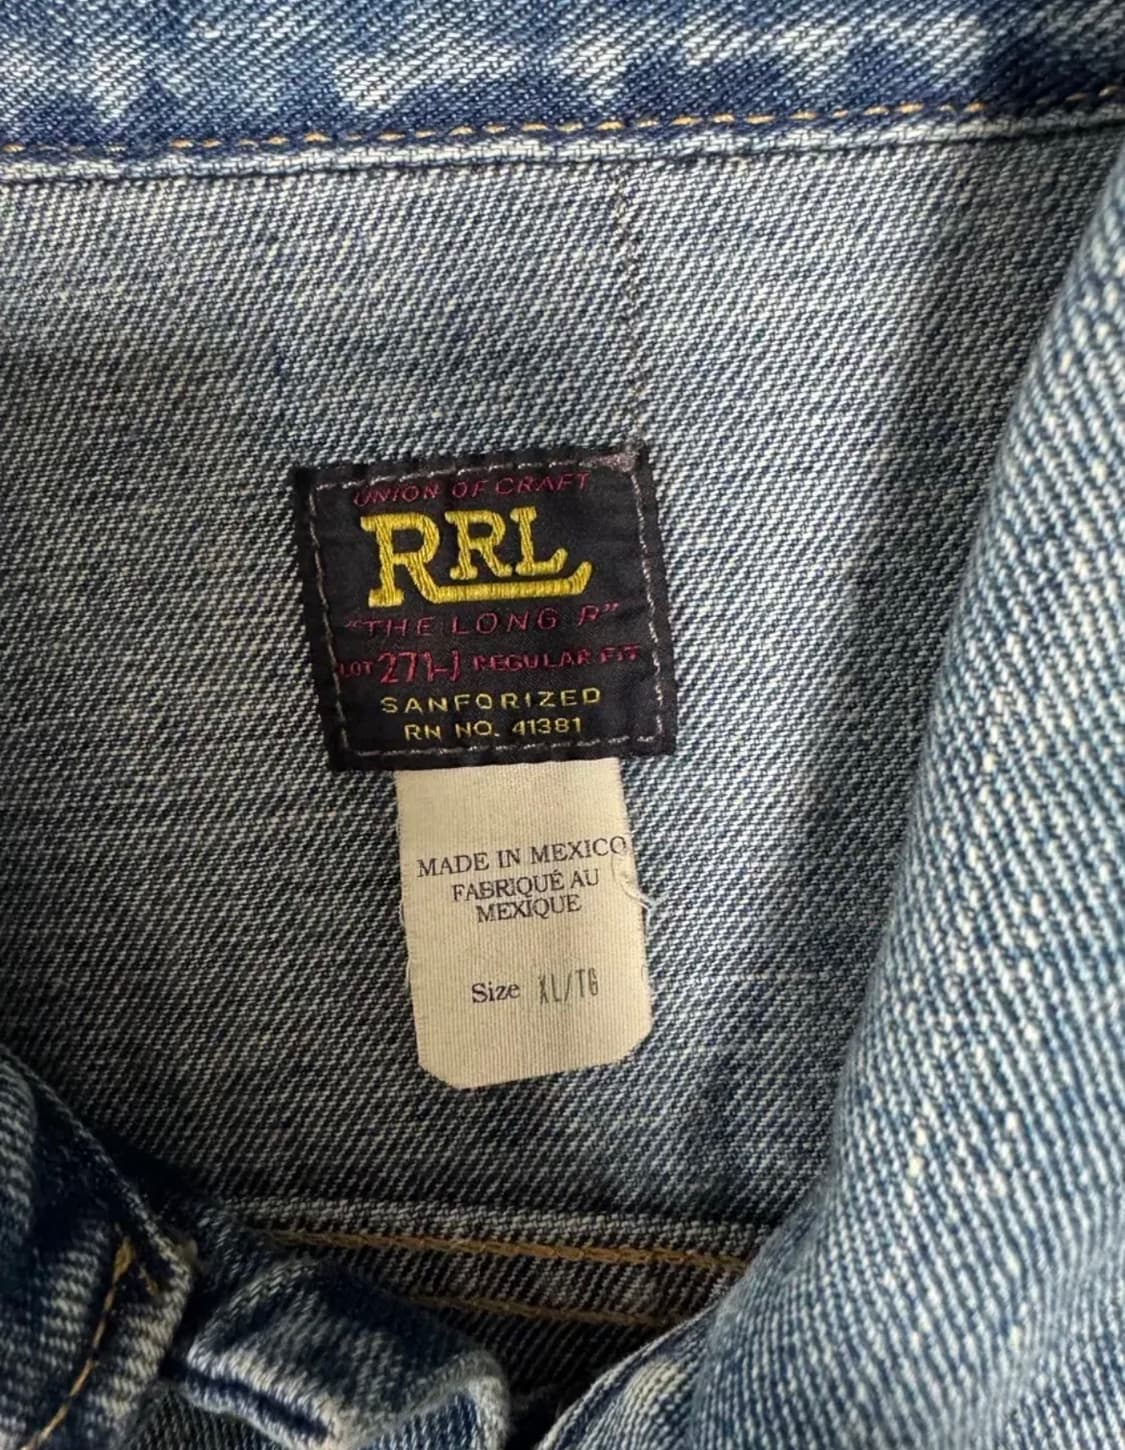 UNION OF CRAFT
RRL
"THE LONG R"
LOT 271-J REGULAR FIT
SANFORIZED
RN NO. 41381
MADE IN MEXICO
FABRIQUÉ AU
MEXIQUE
Size XL/TG